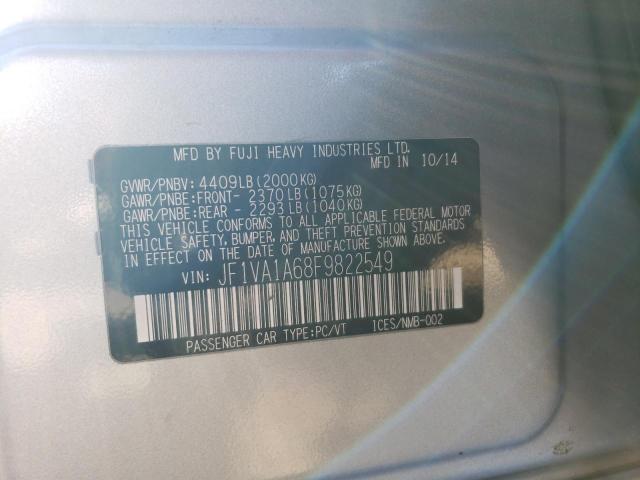 MFD BY FUJI HEAVY INDUSTRIES LTD.
MFD IN 10/14
GVWR/PNBV: 4409LB(2000KG)
GAWR/PNBE:FRONT- 2370LB(1075KG)
GAWR/PNBE:REAR - 2293LB(1040KG)
THIS VEHICLE CONFORMS TO ALL APPLICABLE FEDERAL MOTOR
VEHICLE SAFETY, BUMPER, AND THEFT PREVENTION STANDARDS
IN EFFECT ON THE DATE OF MANUFACTURE SHOWN ABOVE.
VIN: JF1VA1A68F9822549
PASSENGER CAR TYPE:PC/VT ICES/NMB-002